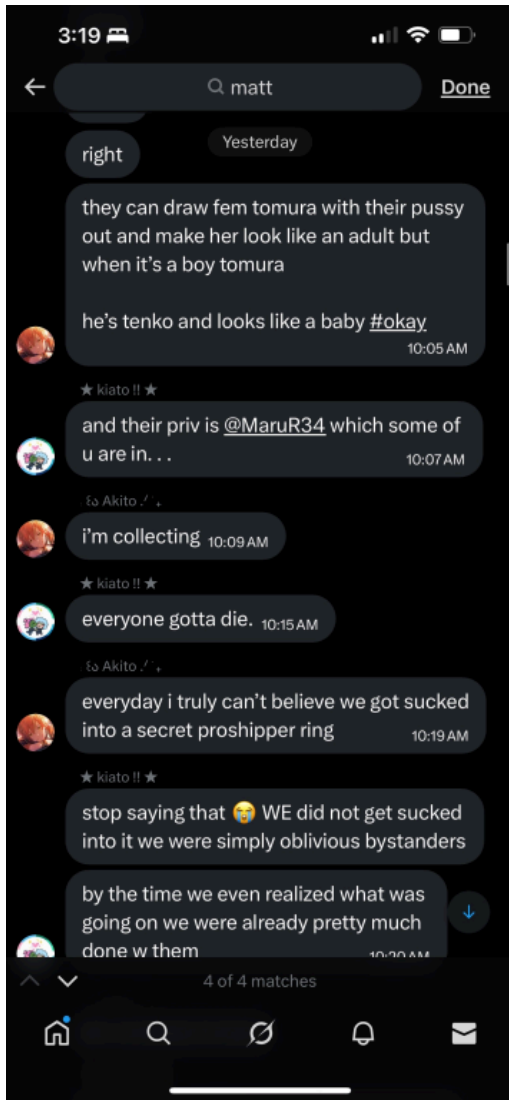 3:19
matt
Done
Yesterday
right
they can draw fem tomura with their pussy
out and make her look like an adult but
when it's a boy tomura
he's tenko and looks like a baby #okay
10:05 AM
★ kiato !! ★
and their priv is @MaruR34 which some of
u are in. . .
10:07 AM
Akito
i'm collecting 10:09 AM
★ kiato !! ★
everyone gotta die. 10:15 AM
Akito
everyday i truly can't believe we got sucked
into a secret proshipper ring
10:19 AM
★ kiato !! ★
stop saying that 😭 WE did not get sucked
into it we were simply oblivious bystanders
by the time we even realized what was
going on we were already pretty much
done w them
10:20 AM
4 of 4 matches